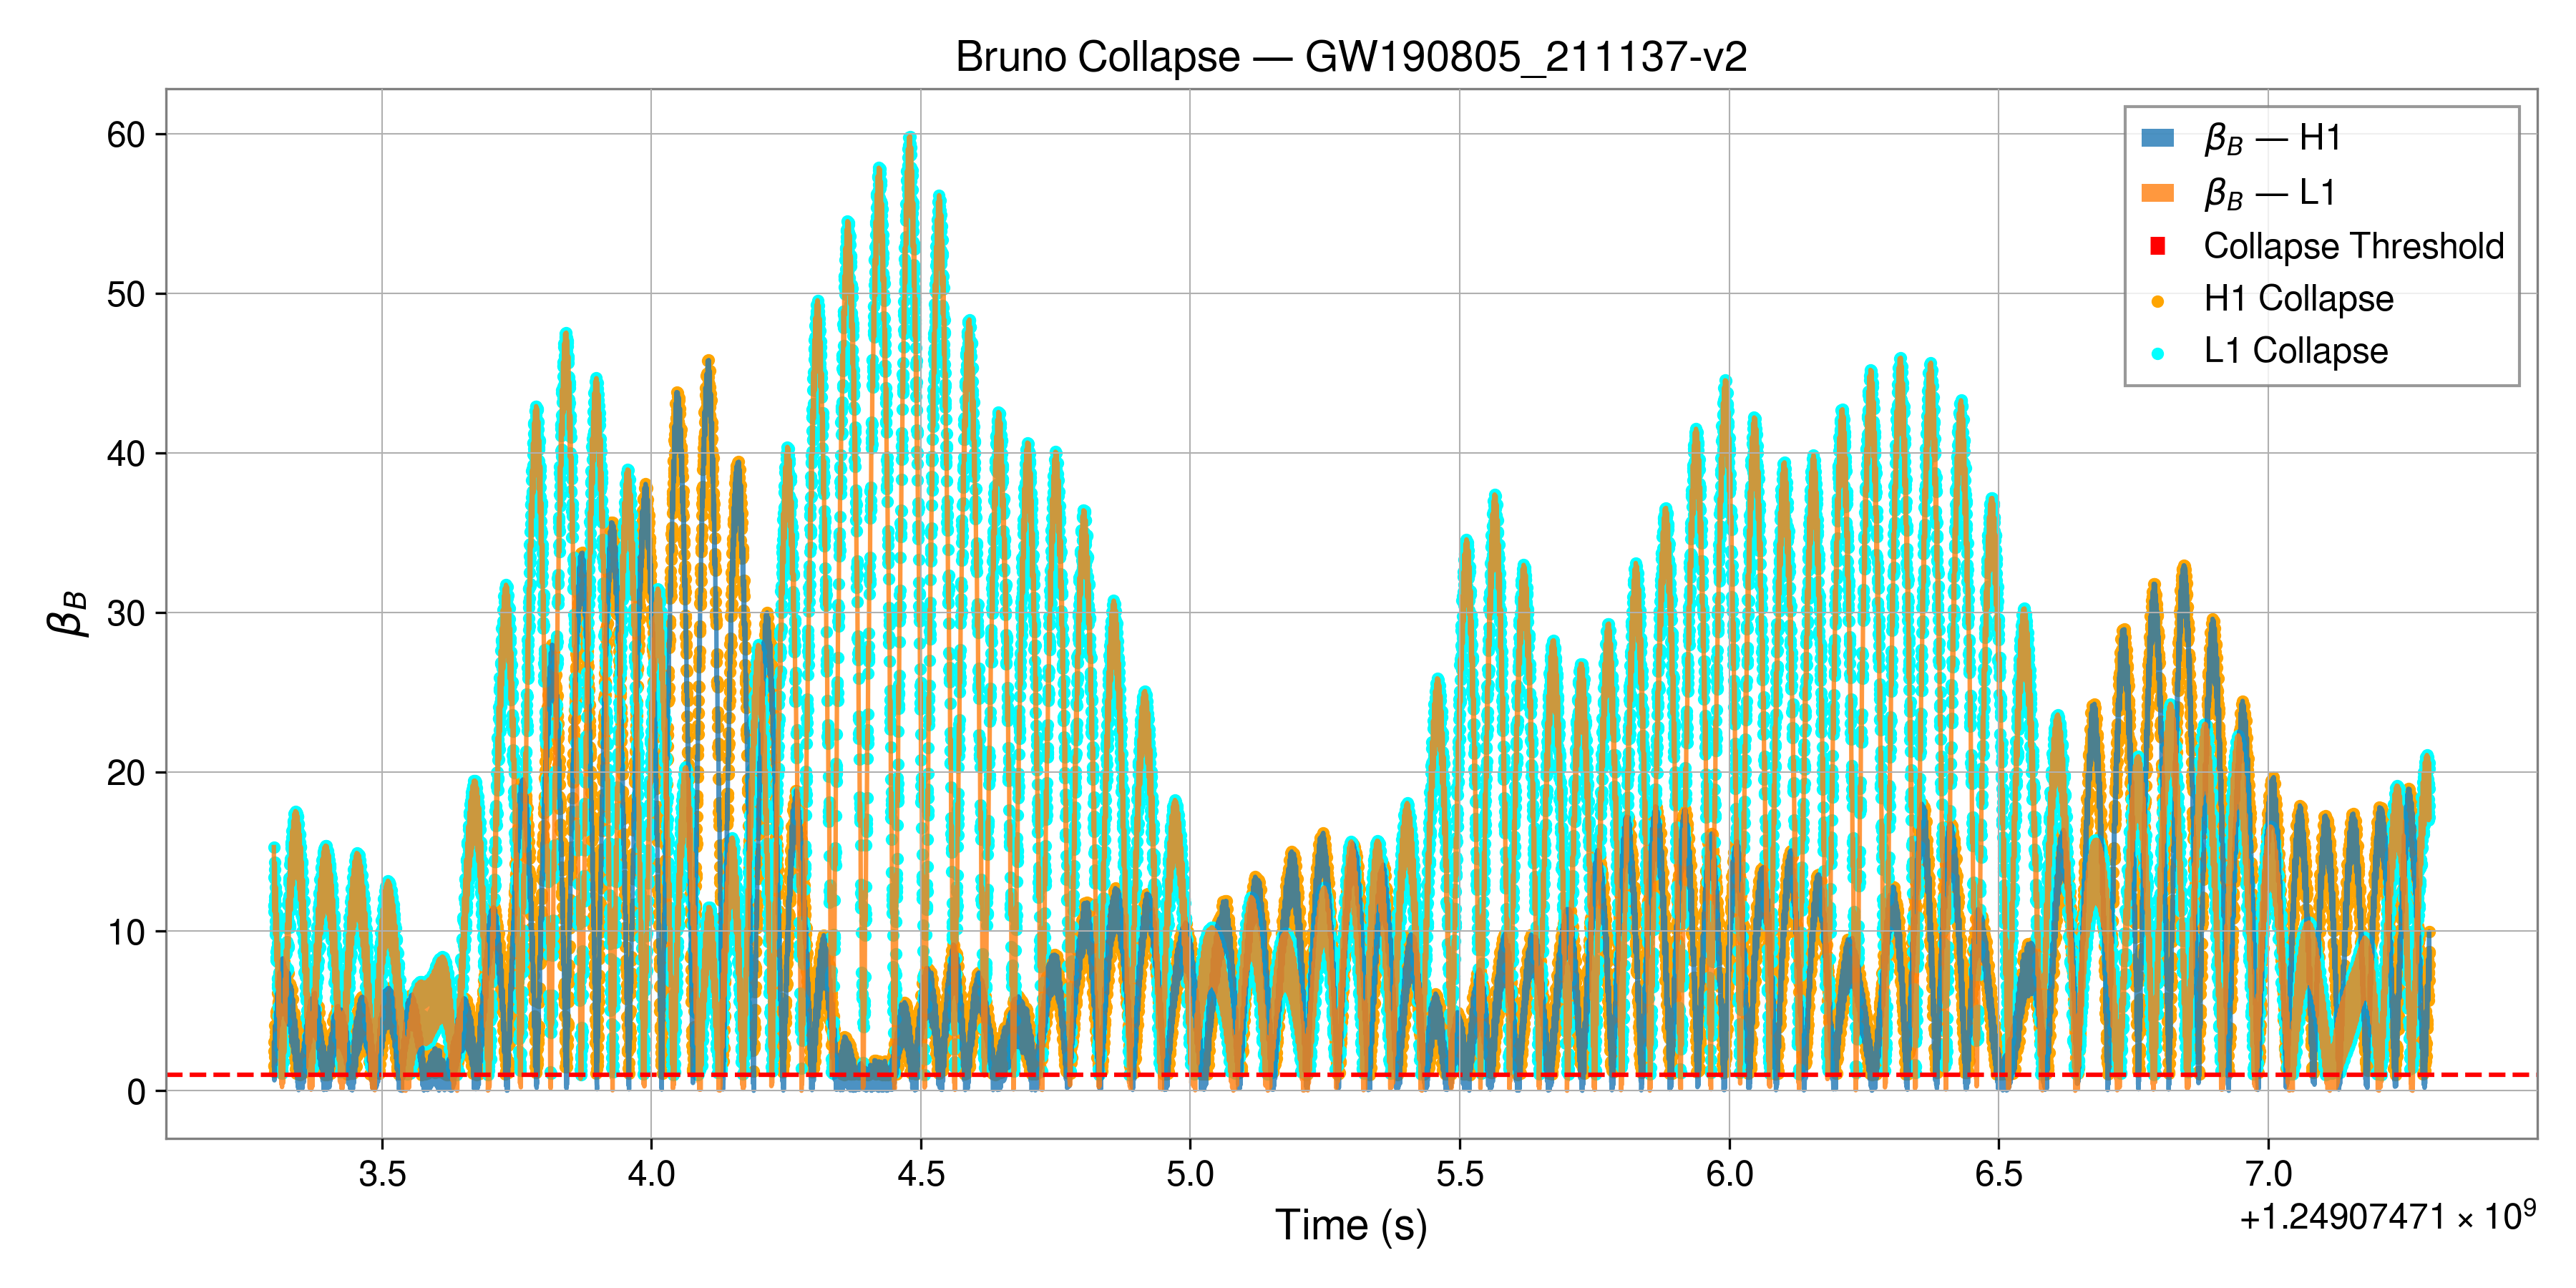 Bruno Collapse — GW190805_211137-v2
β_B — H1
β_B — L1
Collapse Threshold
H1 Collapse
L1 Collapse
β_B
60
50
40
30
20
10
0
3.5 4.0 4.5 5.0 5.5 6.0 6.5 7.0
+1.24907471 × 10⁹
Time (s)